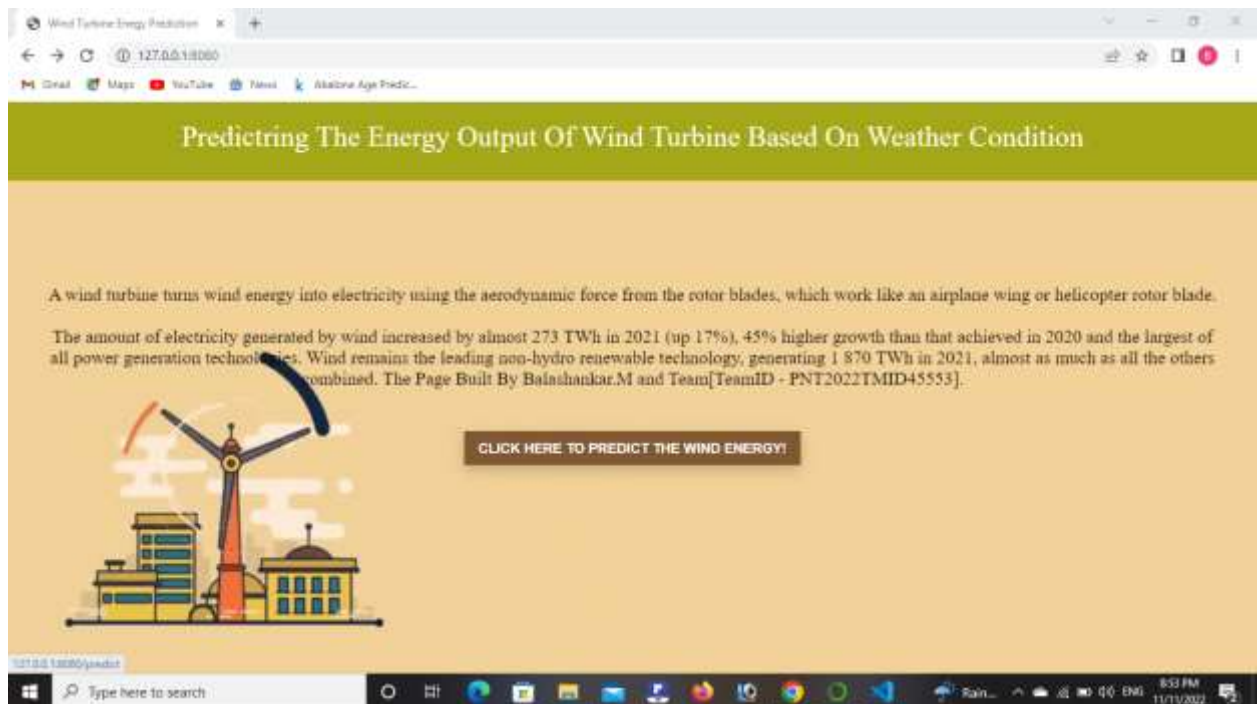 Wind Turbine Energy Prediction
127.0.0.1:8080
Gmail Maps YouTube News Abalone Age Predic...
Predictring The Energy Output Of Wind Turbine Based On Weather Condition
A wind turbine turns wind energy into electricity using the aerodynamic force from the rotor blades, which work like an airplane wing or helicopter rotor blade.
The amount of electricity generated by wind increased by almost 273 TWh in 2021 (up 17%), 45% higher growth than that achieved in 2020 and the largest of
all power generation technologies. Wind remains the leading non-hydro renewable technology, generating 1 870 TWh in 2021, almost as much as all the others
combined. The Page Built By Balashankar.M and Team[TeamID - PNT2022TMID45553].
CLICK HERE TO PREDICT THE WIND ENERGY!
127.0.0.1:8080/predict
Type here to search
Rain... ENG
8:53 PM
11/11/2022